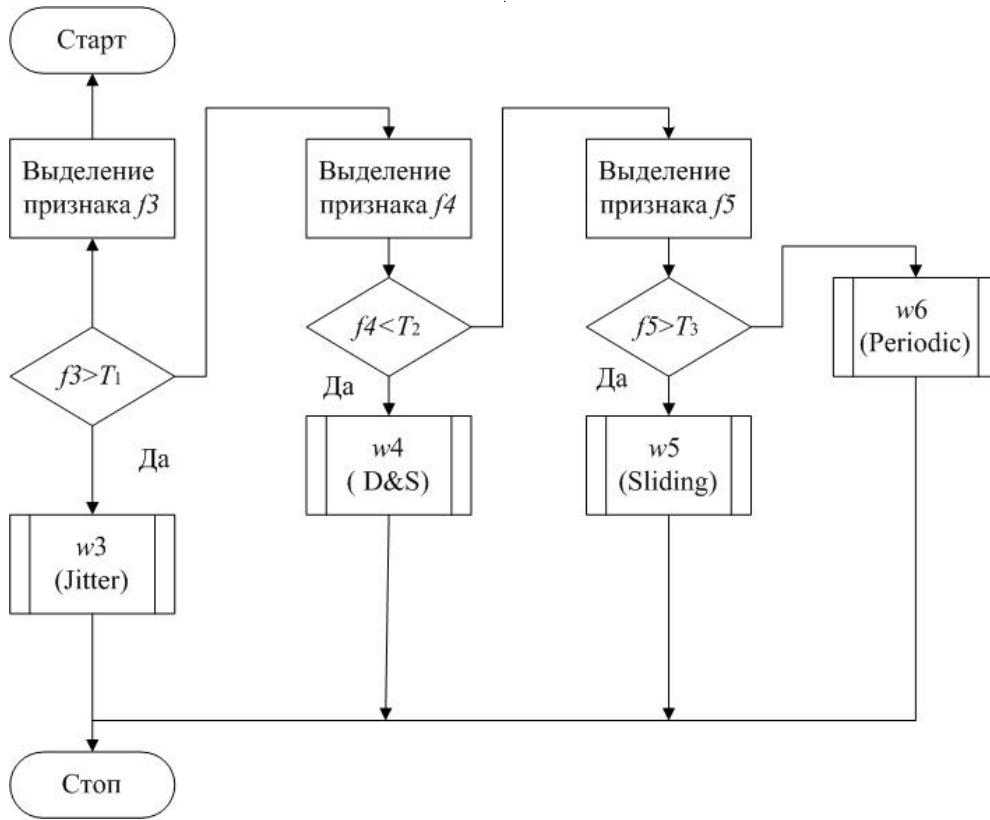 Старт
Выделение
признака f3
f3>T1
Да
w3
(Jitter)
Стоп
Выделение
признака f4
f4<T2
Да
w4
( D&S)
Выделение
признака f5
f5>T3
Да
w5
(Sliding)
w6
(Periodic)